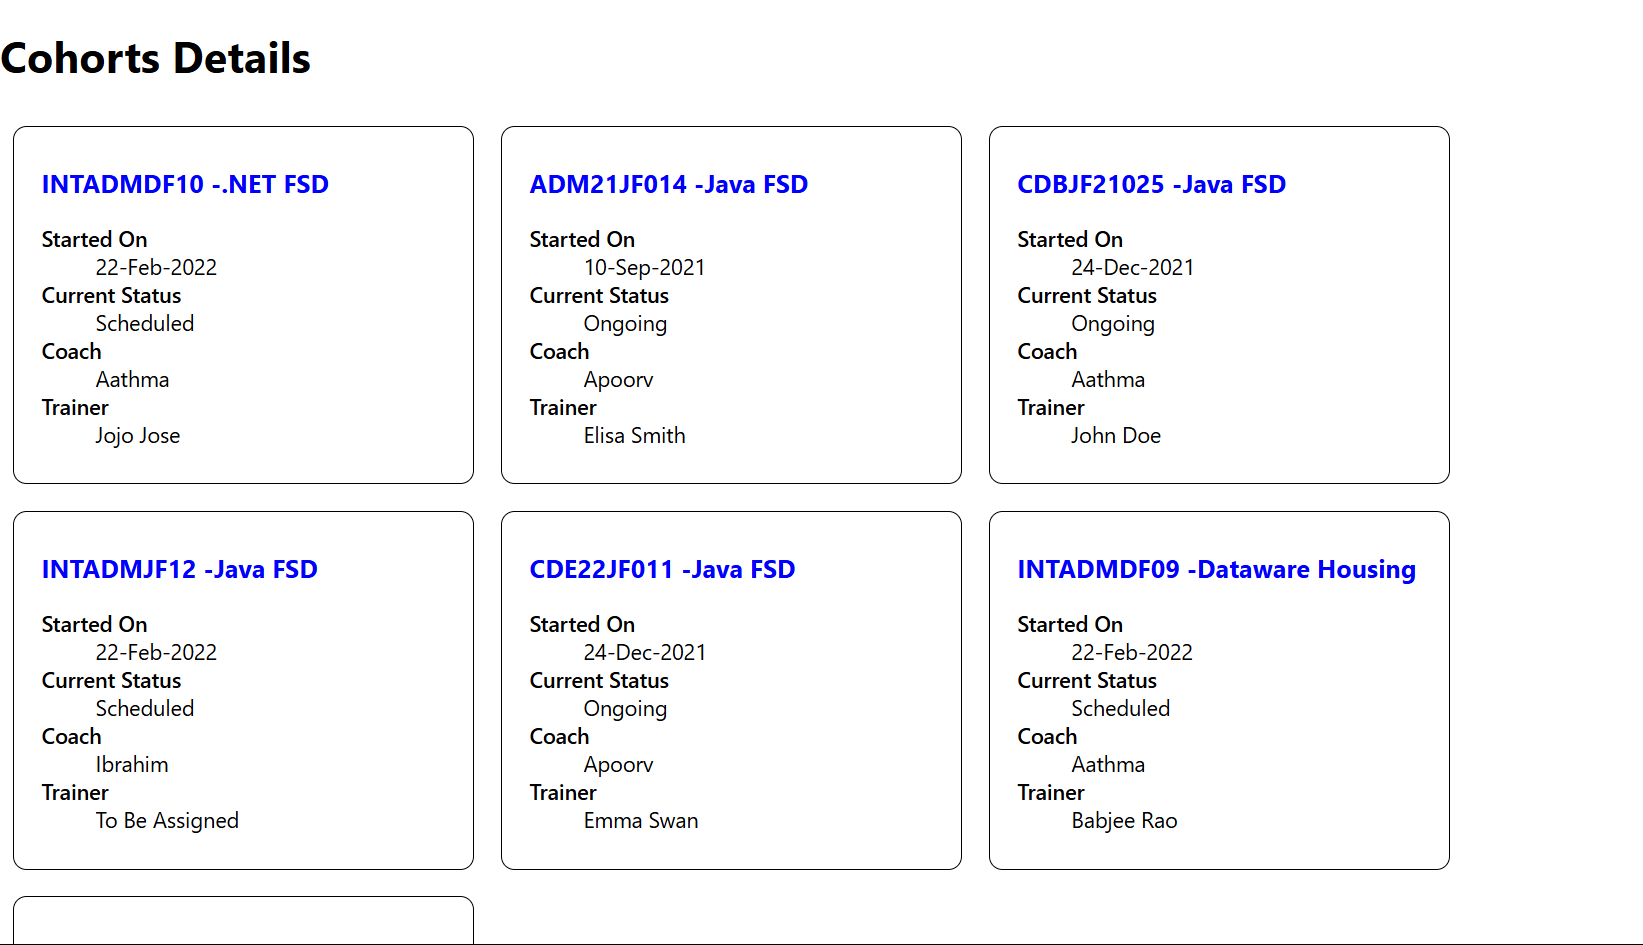 Cohorts Details
INTADMDF10 -.NET FSD
Started On
22-Feb-2022
Current Status
Scheduled
Coach
Aathma
Trainer
Jojo Jose
ADM21JF014 -Java FSD
Started On
10-Sep-2021
Current Status
Ongoing
Coach
Apoorv
Trainer
Elisa Smith
CDBJF21025 -Java FSD
Started On
24-Dec-2021
Current Status
Ongoing
Coach
Aathma
Trainer
John Doe
INTADMJF12 -Java FSD
Started On
22-Feb-2022
Current Status
Scheduled
Coach
Ibrahim
Trainer
To Be Assigned
CDE22JF011 -Java FSD
Started On
24-Dec-2021
Current Status
Ongoing
Coach
Apoorv
Trainer
Emma Swan
INTADMDF09 -Dataware Housing
Started On
22-Feb-2022
Current Status
Scheduled
Coach
Aathma
Trainer
Babjee Rao